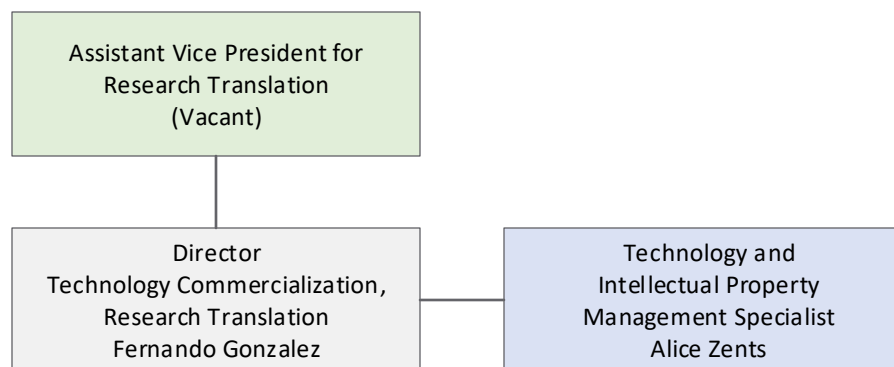 Assistant Vice President for
Research Translation
(Vacant)
Director
Technology Commercialization,
Research Translation
Fernando Gonzalez
Technology and
Intellectual Property
Management Specialist
Alice Zents